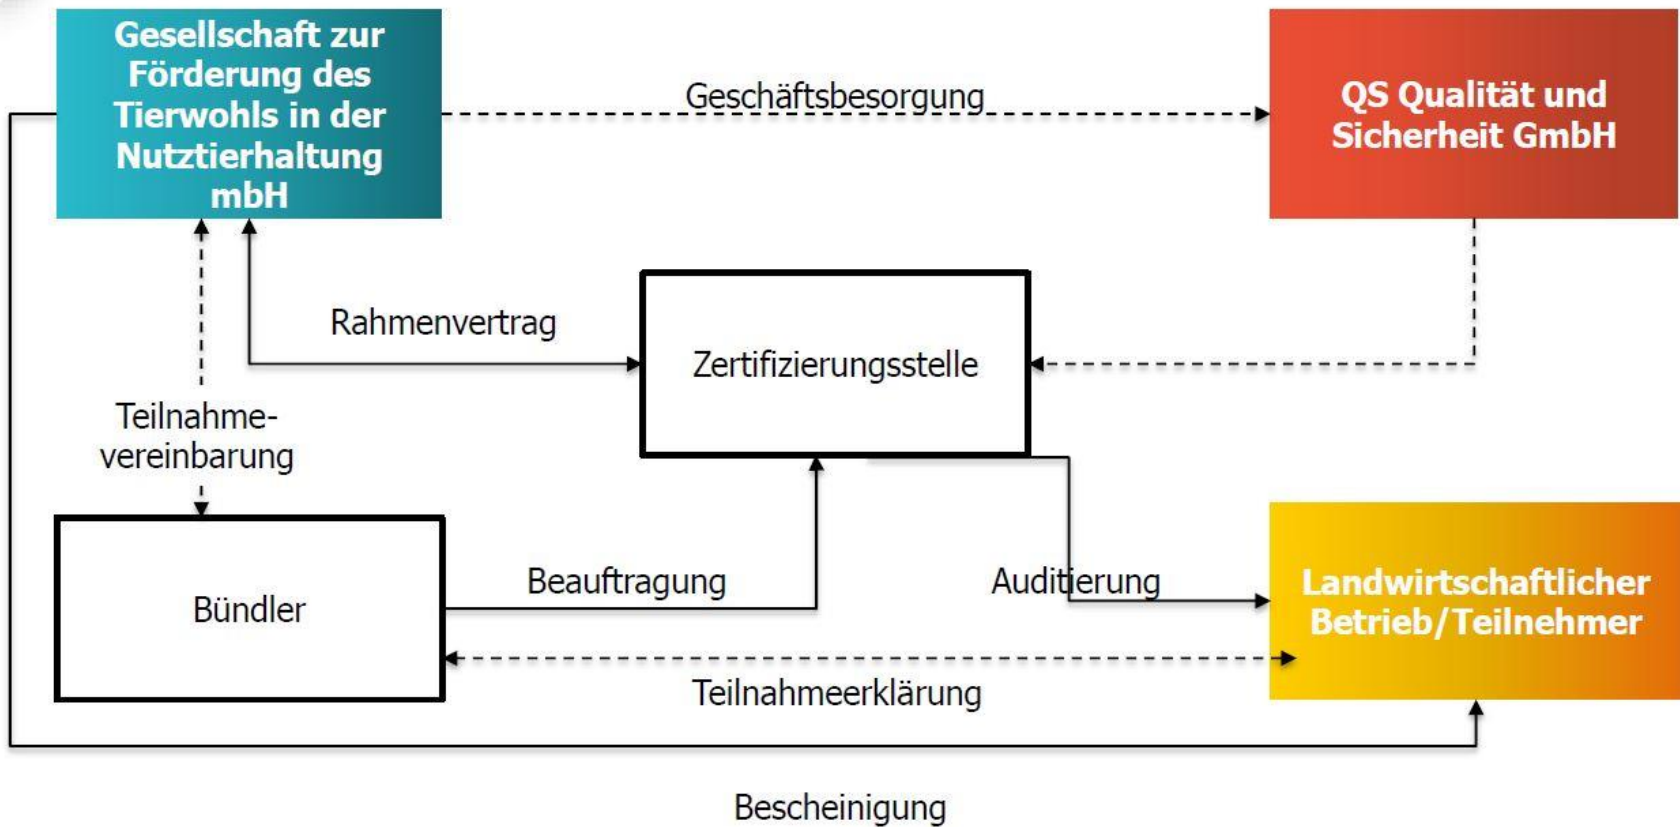 Gesellschaft zur
Förderung des
Tierwohls in der
Nutztierhaltung
mbH
Geschäftsbesorgung
QS Qualität und
Sicherheit GmbH
Rahmenvertrag
Zertifizierungsstelle
Teilnahme-
vereinbarung
Bündler
Beauftragung
Auditierung
Landwirtschaftlicher
Betrieb/Teilnehmer
Teilnahmeerklärung
Bescheinigung